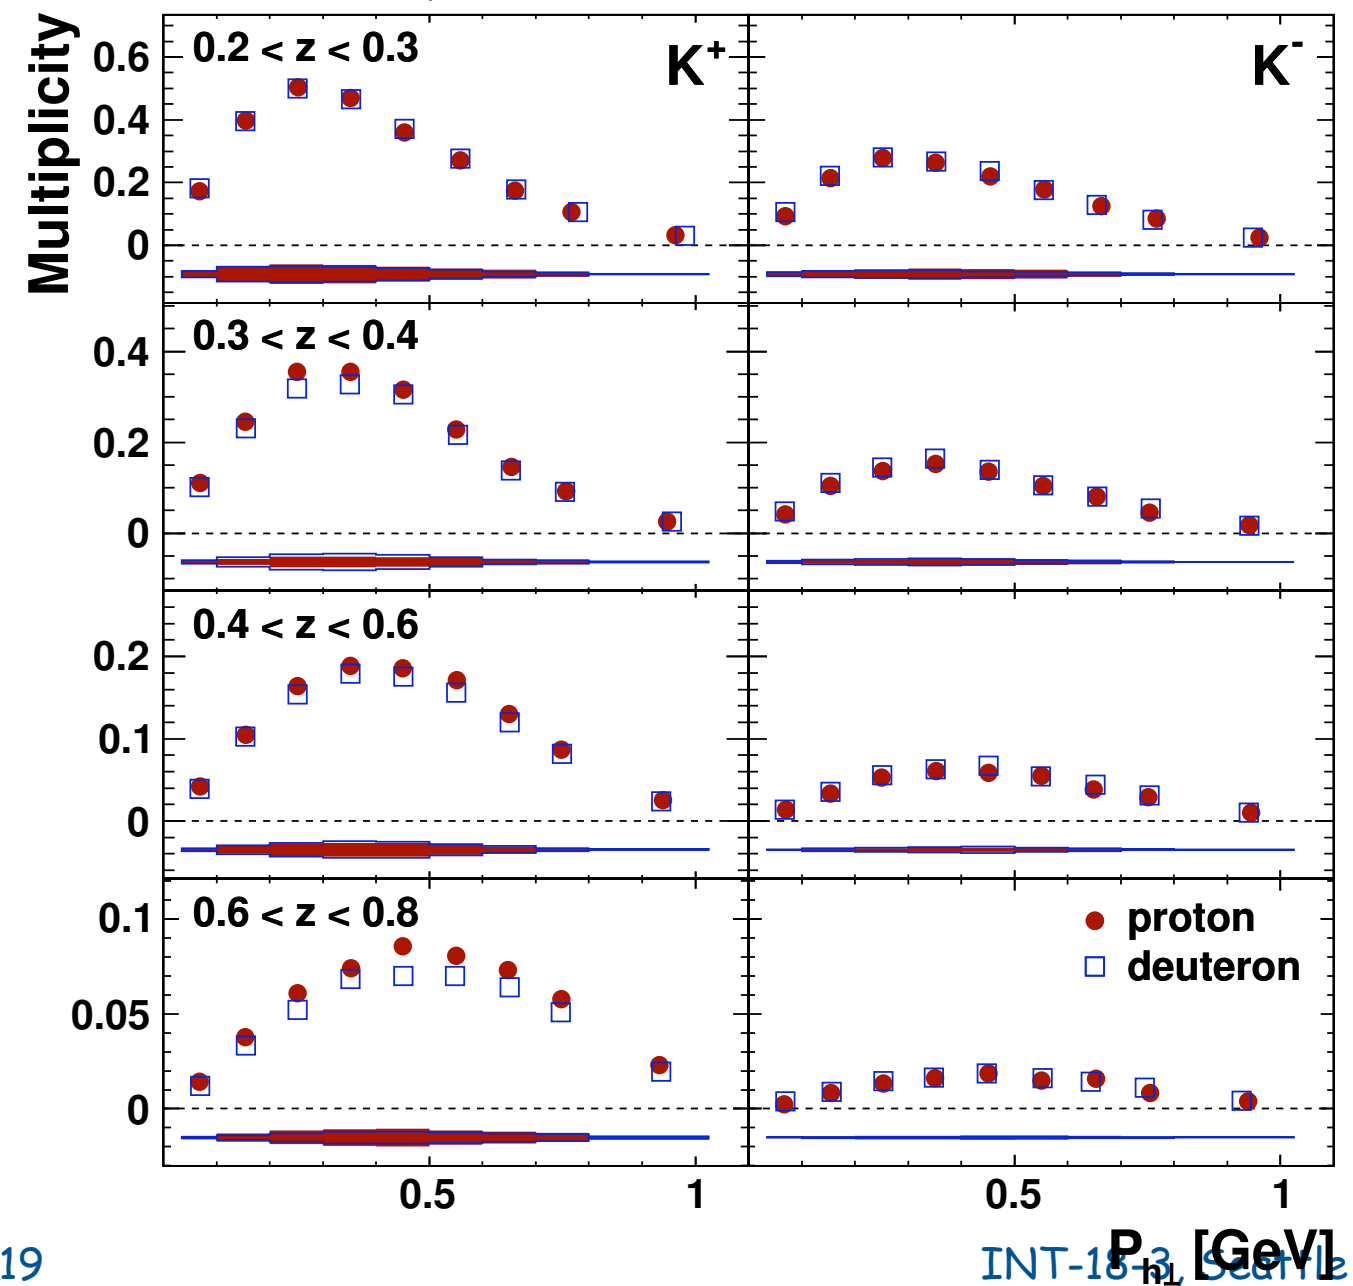 Multiplicity
0.2 < z < 0.3
K+
K-
0.6
0.4
0.2
0
0.3 < z < 0.4
0.4
0.2
0
0.4 < z < 0.6
0.2
0.1
0
0.6 < z < 0.8
proton
deuteron
0.1
0.05
0
0.5 1 0.5 1
Ph⊥ [GeV]
19 INT-18-3, Seattle